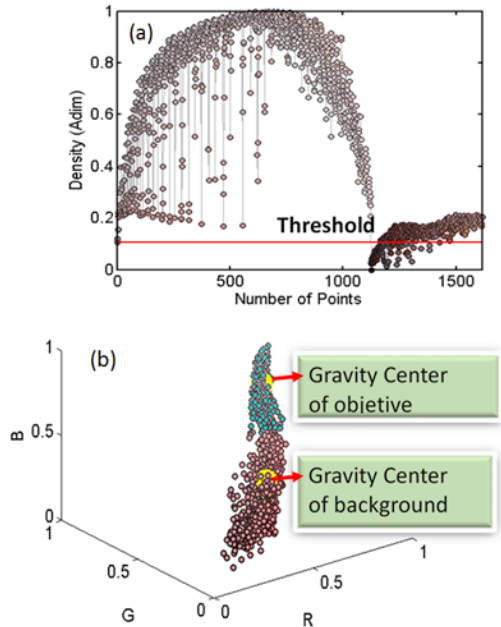 (a)
Density (Adim)
1
0.8
0.6
0.4
0.2
0
Threshold
0 500 1000 1500
Number of Points
(b)
B
1
0.5
0
1
0.5
0
G
0
0.5
1
R
Gravity Center
of objetive
Gravity Center
of background